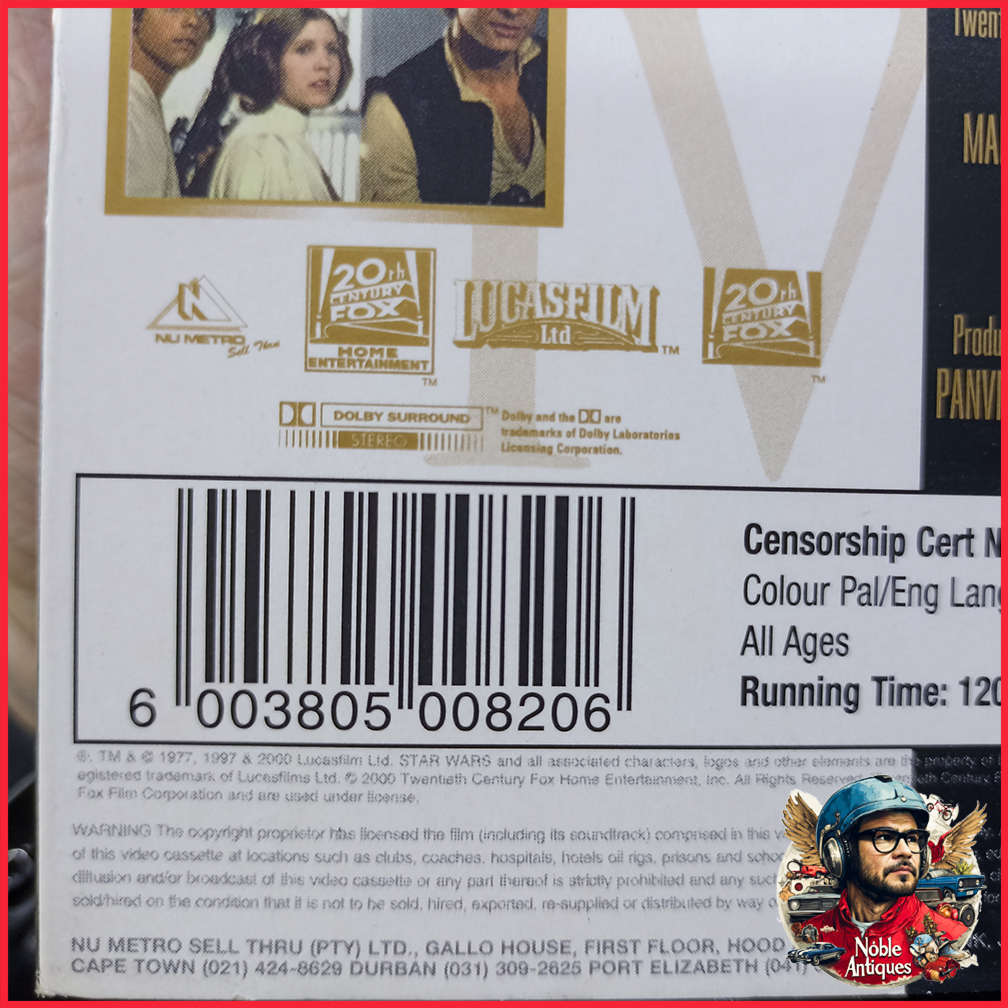 Twen
MA
NU METRO
Sell Thru
20th
CENTURY
FOX
HOME
ENTERTAINMENT
TM
LUCASFILM
Ltd
TM
20th
CENTURY
FOX
TM
Produ
PANVI
DOLBY SURROUND TM
STEREO
Dolby and the DD are
trademarks of Dolby Laboratories
Licensing Corporation.
Censorship Cert N
Colour Pal/Eng Lang
All Ages
Running Time: 120
6 003805 008206
®, TM & © 1977, 1997 & 2000 Lucasfilm Ltd. STAR WARS and all associated characters, logos and other elements are the property of
egistered trademark of Lucasfilms Ltd. © 2000 Twentieth Century Fox Home Entertainment, Inc. All Rights Reserved
Fox Film Corporation and are used under license.
WARNING The copyright proprietor has licensed the film (including its soundtrack) comprised in this
of this video cassette at locations such as clubs, coaches, hospitals, hotels oil rigs, prisons and
diffusion and/or broadcast of this video cassette or any part thereof is strictly prohibited and any
sold/hired on the condition that it is not to be sold, hired, exported, re-supplied or distributed by way
NU METRO SELL THRU (PTY) LTD., GALLO HOUSE, FIRST FLOOR, HOOD
CAPE TOWN (021) 424-8629 DURBAN (031) 309-2625 PORT ELIZABETH (041)
Noble
Antiques